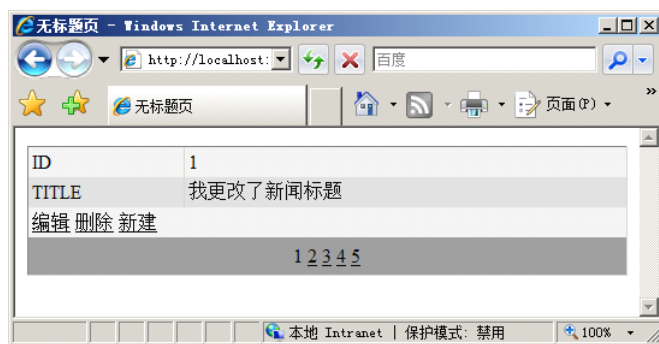 无标题页 - Windows Internet Explorer
http://localhost: 百度
无标题页 页面(P) »
ID 1
TITLE 我更改了新闻标题
编辑 删除 新建
1 2 3 4 5
本地 Intranet | 保护模式: 禁用 100%